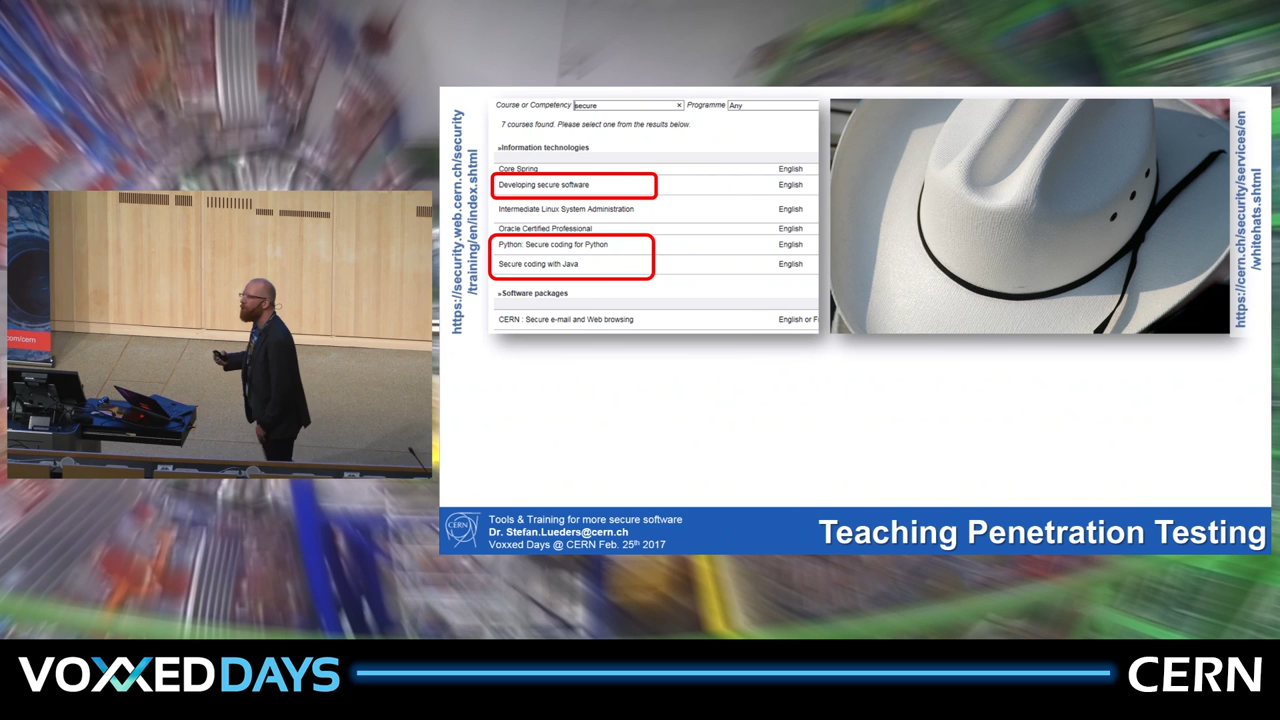 Course or Competency secure × Programme Any
7 courses found. Please select one from the results below.
»Information technologies
Core Spring English
Developing secure software English
Intermediate Linux System Administration English
Oracle Certified Professional English
Python: Secure coding for Python English
Secure coding with Java English
»Software packages
CERN : Secure e-mail and Web browsing English or F
https://security.web.cern.ch/security
/training/en/index.shtml
https://cern.ch/security/services/en
/whitehats.shtml
.com/cern
CERN
Tools & Training for more secure software
Dr. Stefan.Lueders@cern.ch
Voxxed Days @ CERN Feb. 25th 2017
Teaching Penetration Testing
VOXXED DAYS
CERN